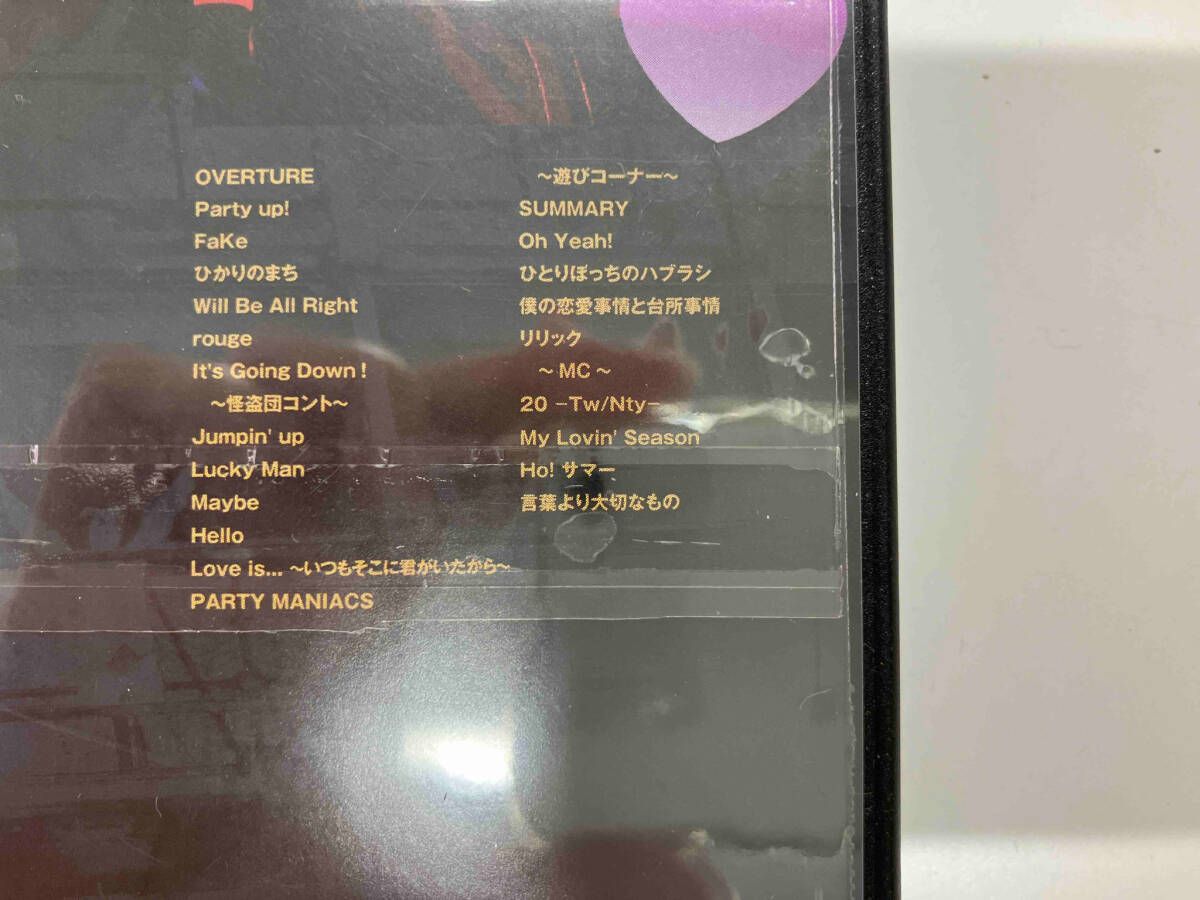 OVERTURE
Party up!
FaKe
ひかりのまち
Will Be All Right
rouge
It's Going Down!
～怪盗団コント～
Jumpin' up
Lucky Man
Maybe
Hello
Love is... ～いつもそこに君がいたから～
PARTY MANIACS
～遊びコーナー～
SUMMARY
Oh Yeah!
ひとりぼっちのハブラシ
僕の恋愛事情と台所事情
リリック
～MC～
20 -Tw/Nty-
My Lovin' Season
Ho! サマー
言葉より大切なもの